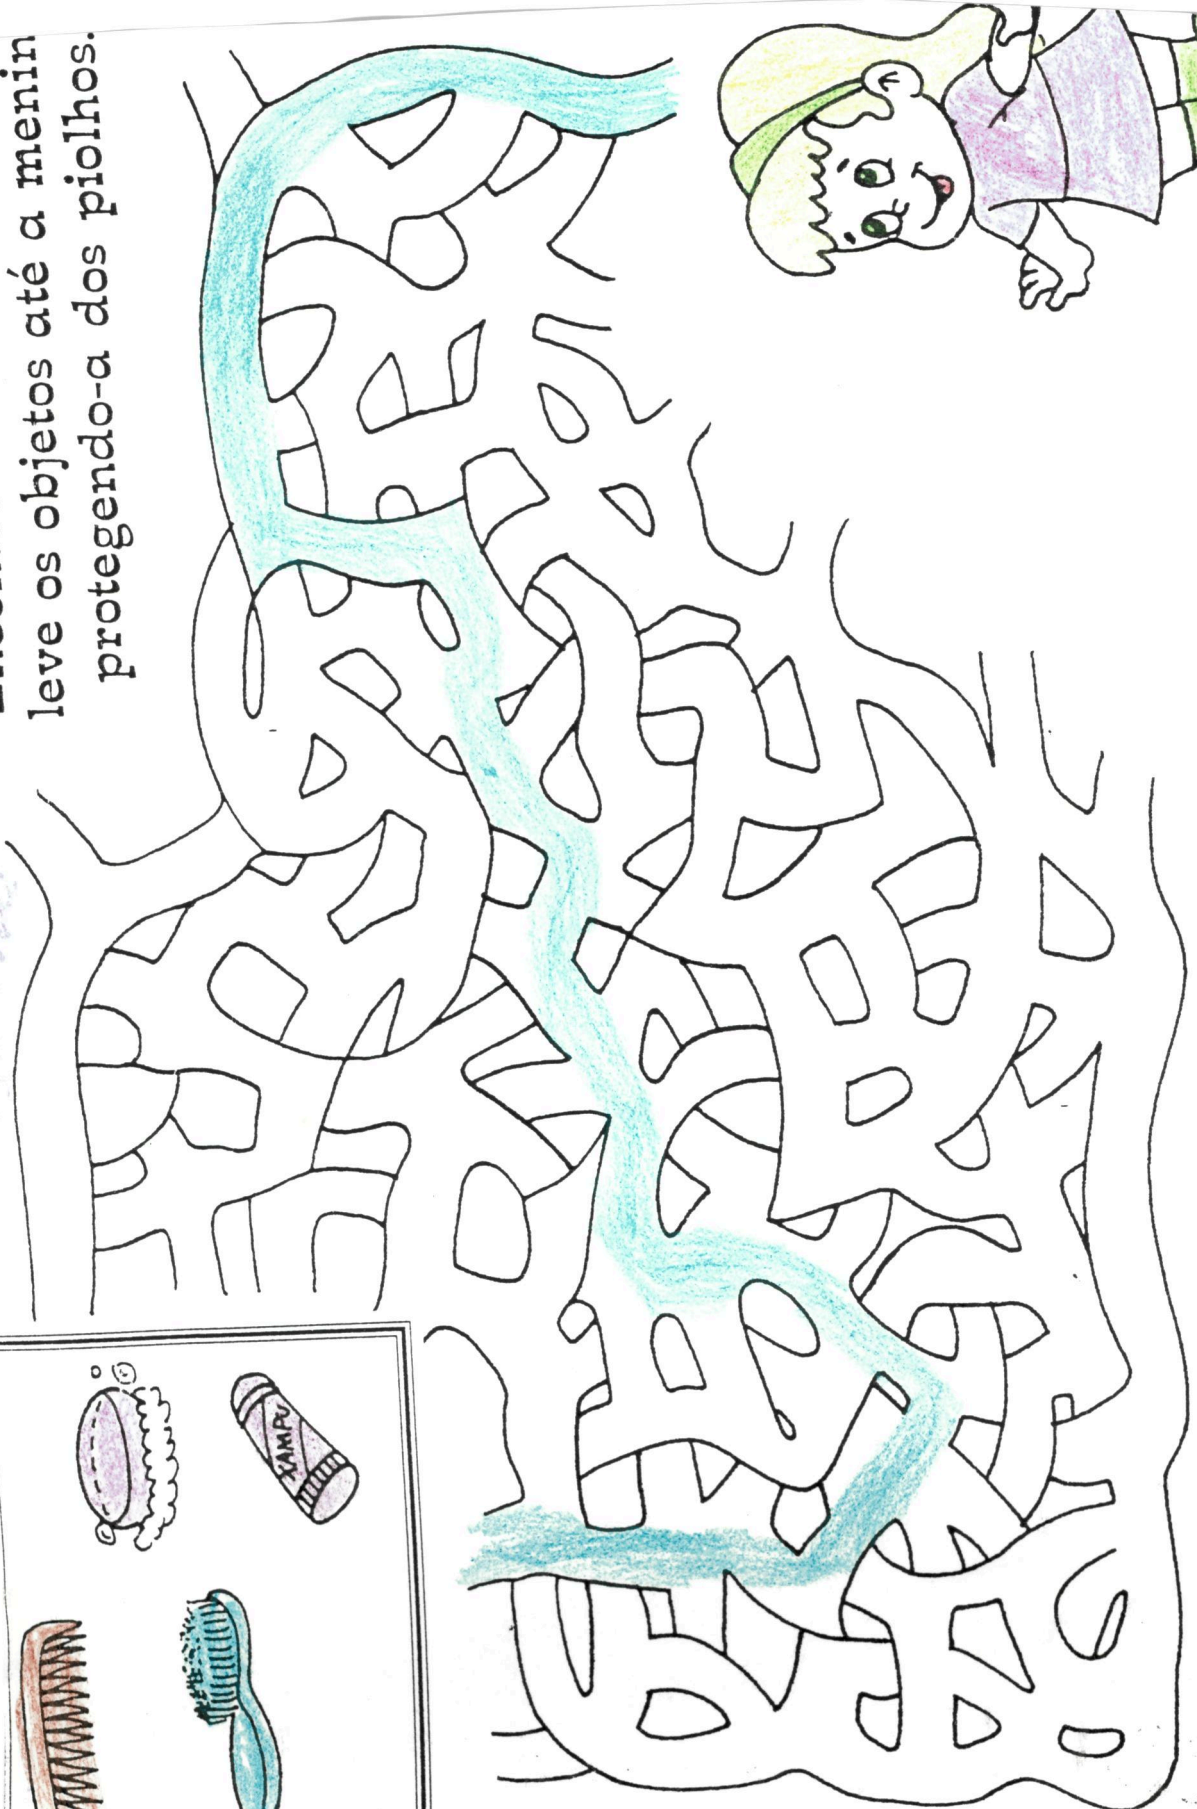 leve os objetos até a menin
protegendo-a dos piolhos.
XAMPU